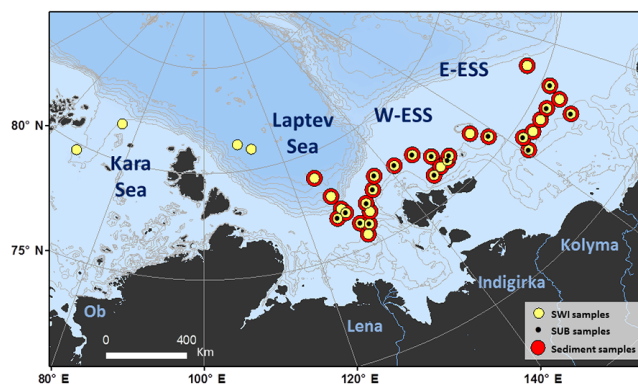 E-ESS
W-ESS
Laptev
Sea
Kara
Sea
80° N
75° N
Kolyma
Indigirka
Lena
Ob
0 400
Km
SWI samples
SUB samples
Sediment samples
80° E 100° E 120° E 140° E